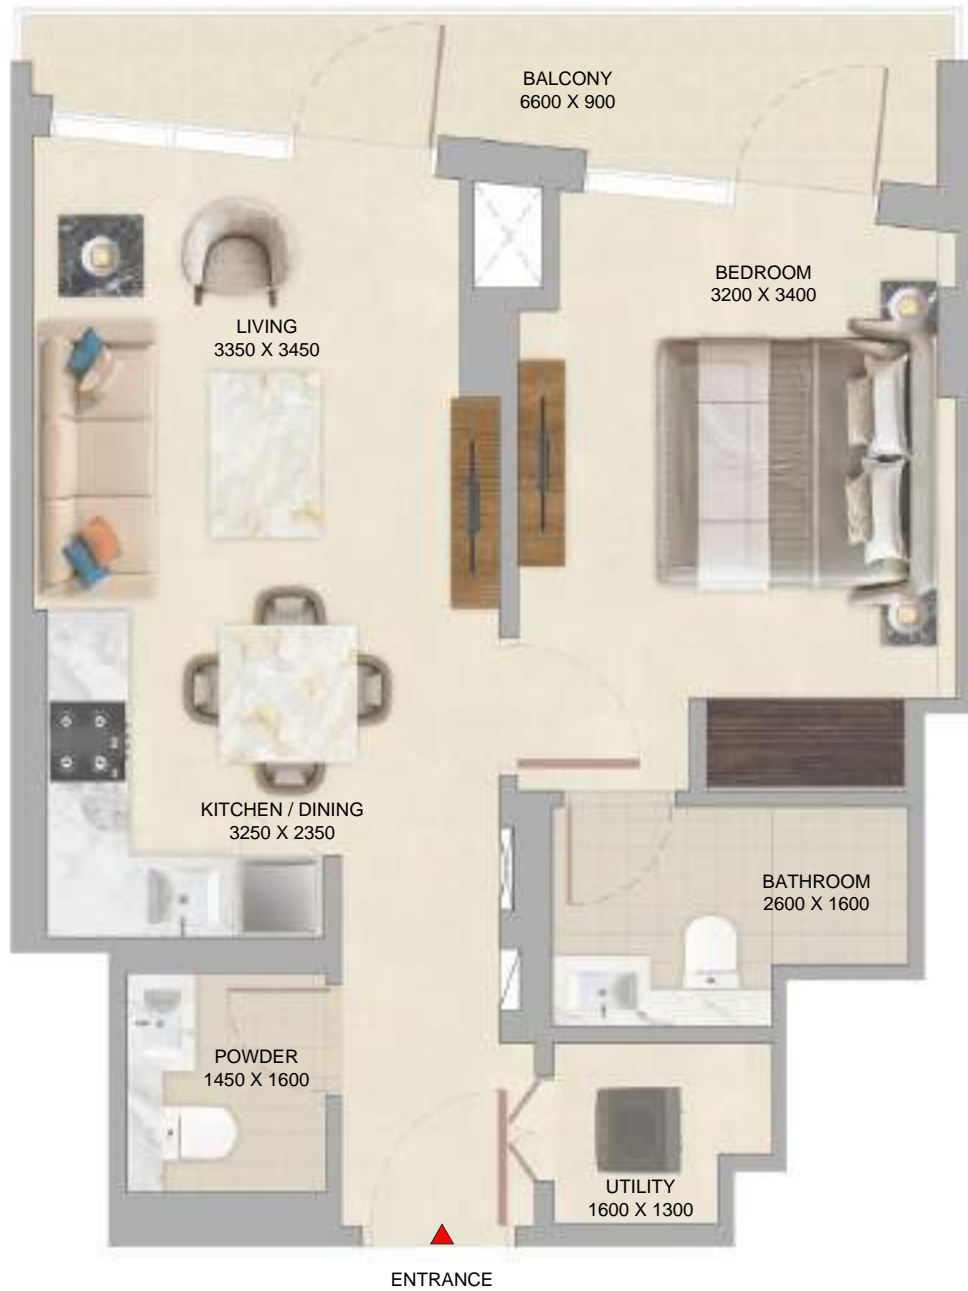 BALCONY
6600 X 900
BEDROOM
3200 X 3400
LIVING
3350 X 3450
KITCHEN / DINING
3250 X 2350
BATHROOM
2600 X 1600
POWDER
1450 X 1600
UTILITY
1600 X 1300
ENTRANCE